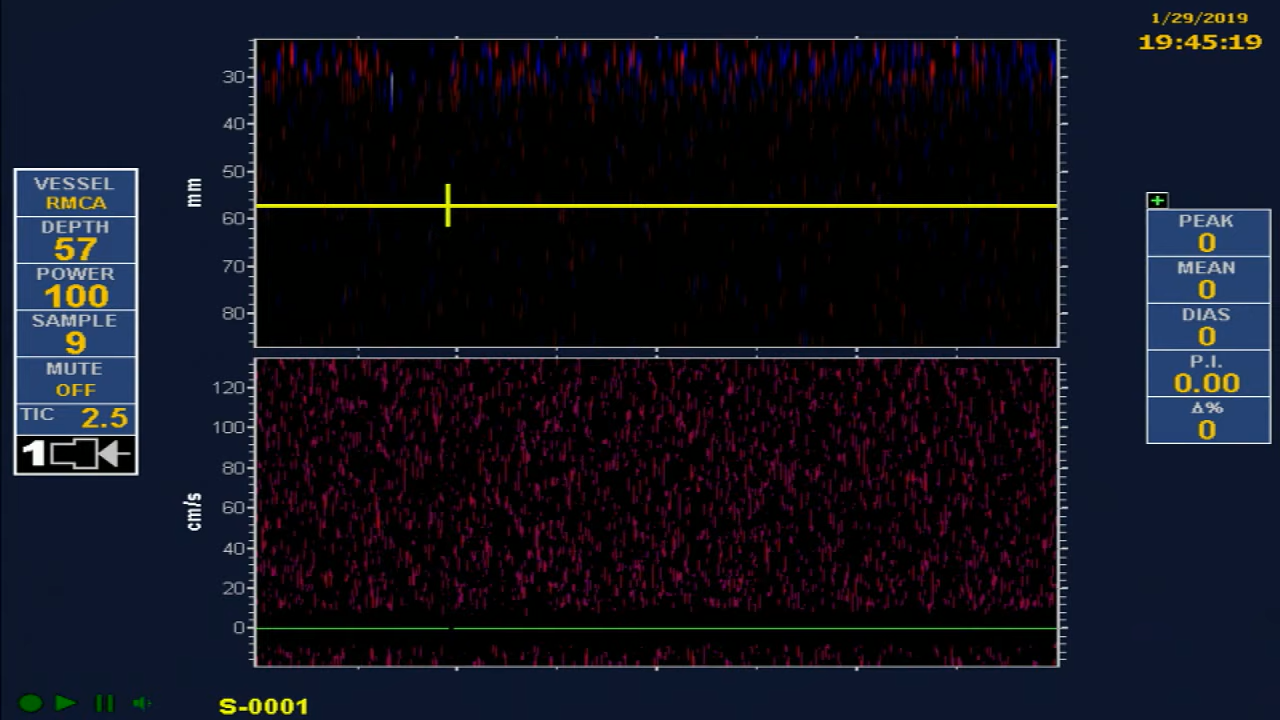 1/29/2019
19:45:19
VESSEL
RMCA
DEPTH
57
POWER
100
SAMPLE
9
MUTE
OFF
TIC 2.5
1
mm
30
40
50
60
70
80
cm/s
120
100
80
60
40
20
0
+
PEAK
0
MEAN
0
DIAS
0
P.I.
0.00
Δ%
0
S-0001